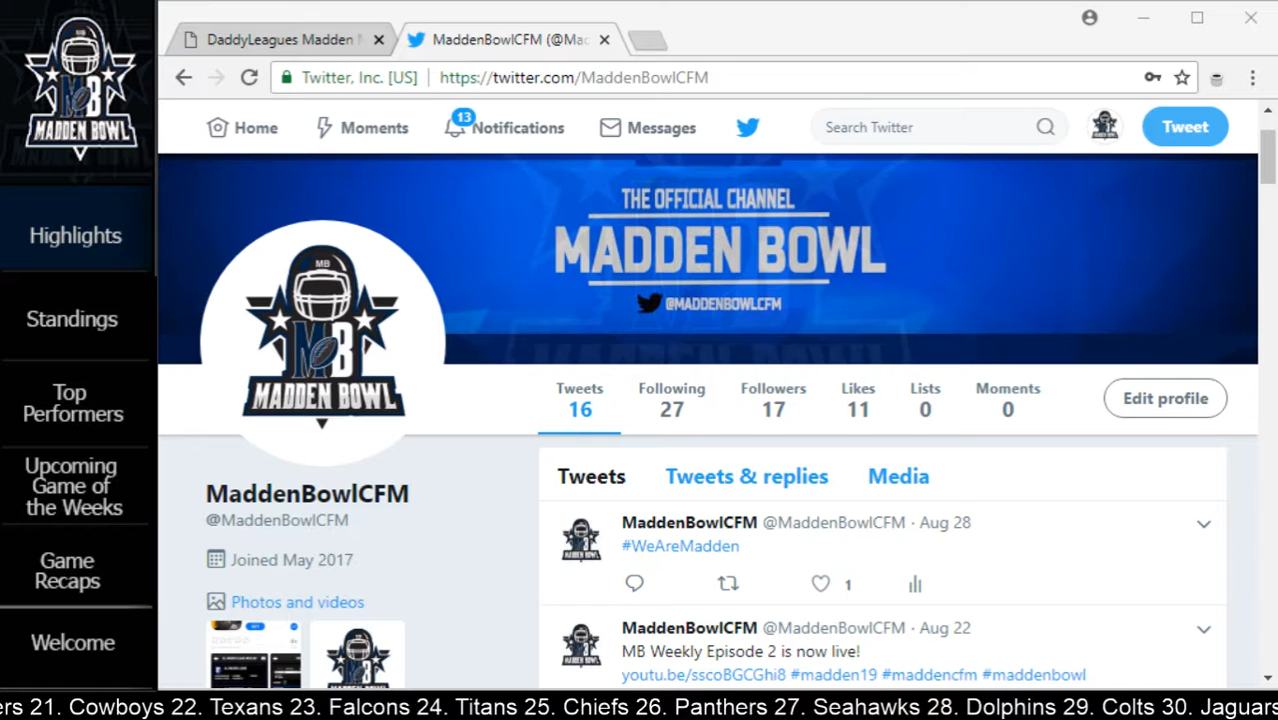 DaddyLeagues Madden
MaddenBowlCFM (@Mac
Twitter, Inc. [US]
https://twitter.com/MaddenBowlCFM
MB
MADDEN BOWL
Home
Moments
13
Notifications
Messages
Search Twitter
Tweet
Highlights
Standings
Top
Performers
Upcoming
Game of
the Weeks
Game
Recaps
Welcome
THE OFFICIAL CHANNEL
MADDEN BOWL
@MADDENBOWLCFM
MB
MB
MADDEN BOWL
Tweets Following Followers Likes Lists Moments
16 27 17 11 0 0
Edit profile
MaddenBowlCFM
@MaddenBowlCFM
Joined May 2017
Photos and videos
Tweets Tweets & replies Media
MaddenBowlCFM @MaddenBowlCFM · Aug 28
#WeAreMadden
1
MaddenBowlCFM @MaddenBowlCFM · Aug 22
MB Weekly Episode 2 is now live!
youtu.be/sscoBGCGhi8 #madden19 #maddencfm #maddenbowl
ers 21. Cowboys 22. Texans 23. Falcons 24. Titans 25. Chiefs 26. Panthers 27. Seahawks 28. Dolphins 29. Colts 30. Jaguars